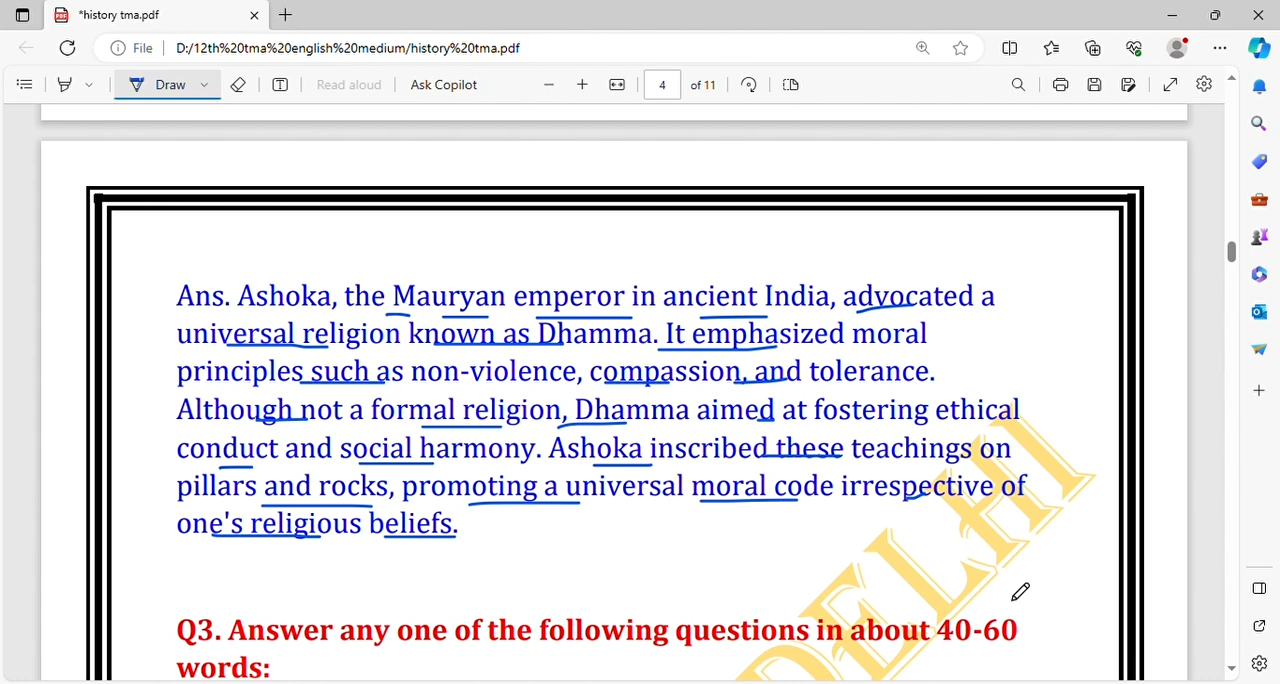 *history tma.pdf
File
D:/12th%20tma%20english%20medium/history%20tma.pdf
Draw
Read aloud
Ask Copilot
4
of 11
Ans. Ashoka, the Mauryan emperor in ancient India, advocated a
universal religion known as Dhamma. It emphasized moral
principles such as non-violence, compassion, and tolerance.
Although not a formal religion, Dhamma aimed at fostering ethical
conduct and social harmony. Ashoka inscribed these teachings on
pillars and rocks, promoting a universal moral code irrespective of
one's religious beliefs.
DELHI
Q3. Answer any one of the following questions in about 40-60
words: